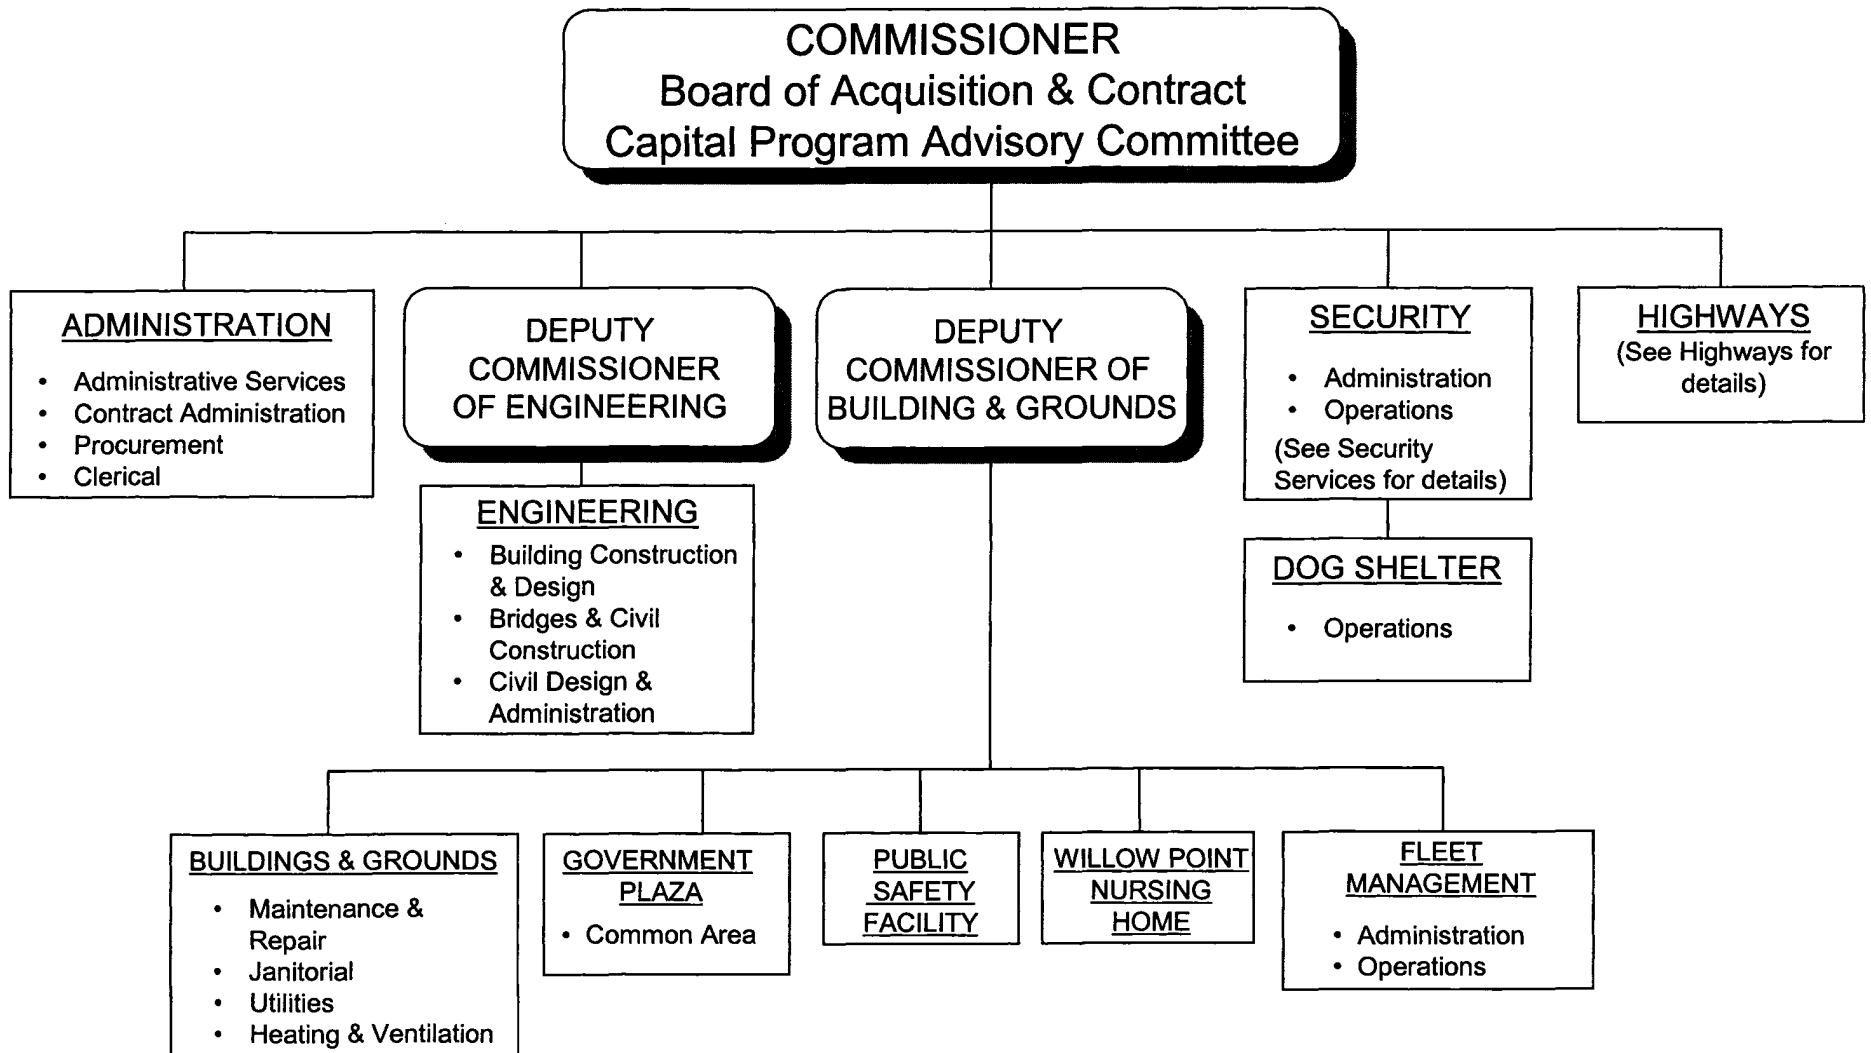 COMMISSIONER
Board of Acquisition & Contract
Capital Program Advisory Committee
ADMINISTRATION
• Administrative Services
• Contract Administration
• Procurement
• Clerical
DEPUTY
COMMISSIONER
OF ENGINEERING
ENGINEERING
• Building Construction
& Design
• Bridges & Civil
Construction
• Civil Design &
Administration
DEPUTY
COMMISSIONER OF
BUILDING & GROUNDS
SECURITY
• Administration
• Operations
(See Security
Services for details)
DOG SHELTER
• Operations
HIGHWAYS
(See Highways for
details)
BUILDINGS & GROUNDS
• Maintenance &
Repair
• Janitorial
• Utilities
• Heating & Ventilation
GOVERNMENT
PLAZA
• Common Area
PUBLIC
SAFETY
FACILITY
WILLOW POINT
NURSING
HOME
FLEET
MANAGEMENT
• Administration
• Operations